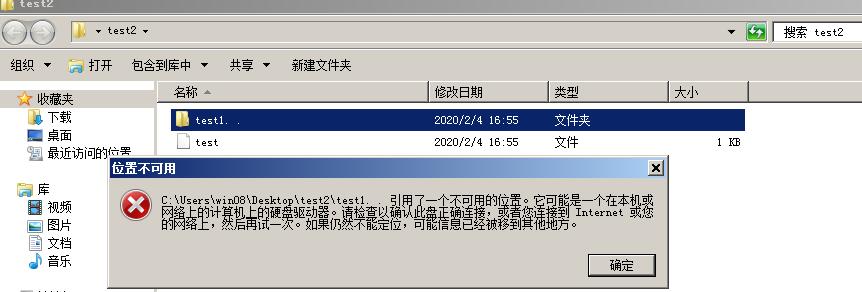 test2
test2
搜索 test2
组织 打开 包含到库中 共享 新建文件夹
名称 修改日期 类型 大小
收藏夹
下载
桌面
最近访问的位置
库
视频
图片
文档
音乐
test1. . 2020/2/4 16:55 文件夹
test 2020/2/4 16:55 文件 1 KB
位置不可用
C:\Users\win08\Desktop\test2\test1. . 引用了一个不可用的位置。它可能是一个在本机或
网络上的计算机上的硬盘驱动器。请检查以确认此盘正确连接，或者您连接到 Internet 或您
的网络上，然后再试一次。如果仍然不能定位，可能信息已经被移到其他地方。
确定